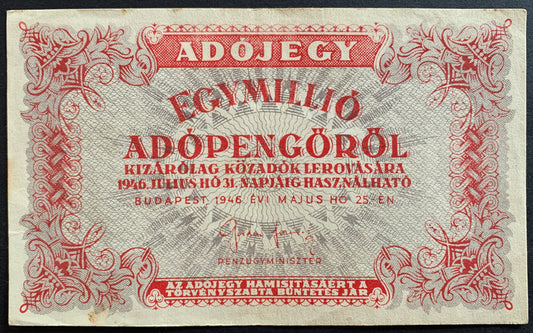 ADÓJEGY
EGYMILLIÓ
ADÓPENGŐRŐL
KIZÁRÓLAG KÖZADÓK LEROVÁSÁRA
1946. JULIUS HÓ 31. NAPJÁIG HASZNÁLHATÓ
BUDAPEST, 1946. ÉVI MÁJUS HÓ 25.-ÉN
PÉNZÜGYMINISZTER
AZ ADÓJEGY HAMISITÁSÁÉRT A
TÖRVÉNYSZABTA BÜNTETÉS JÁR